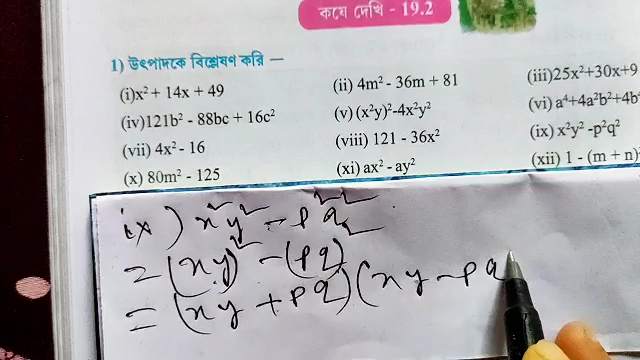 কষে দেখি - 19.2
1) উৎপাদকে বিশ্লেষণ করি —
(i)x² + 14x + 49 (ii) 4m² - 36m + 81 (iii)25x²+30x+9
(iv)121b² - 88bc + 16c² (v) (x²y)²-4x²y² (vi) a⁴+4a²b²+4b
(vii) 4x² - 16 (viii) 121 - 36x² (ix) x²y² -p²q²
(x) 80m² - 125 (xi) ax² - ay² (xii) 1 - (m + n)²
ix) x²y² - p²q²
= (xy)² - (pq)²
= (xy + pq) (xy - pq